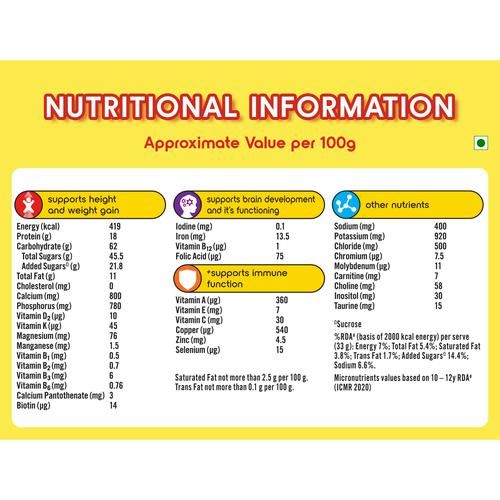 NUTRITIONAL INFORMATION
Approximate Value per 100g
supports height
and weight gain
Energy (kcal) 419
Protein (g) 18
Carbohydrate (g) 62
Total Sugars (g) 45.5
Added Sugars◊ (g) 21.8
Total Fat (g) 11
Cholesterol (mg) 0
Calcium (mg) 800
Phosphorus (mg) 780
Vitamin D₂ (µg) 10
Vitamin K (µg) 45
Magnesium (mg) 76
Manganese (mg) 1.5
Vitamin B₁ (mg) 0.5
Vitamin B₂ (mg) 0.7
Vitamin B₃ (mg) 6
Vitamin B₆ (mg) 0.76
Calcium Pantothenate (mg) 3
Biotin (µg) 14
supports brain development
and it's functioning
Iodine (mg) 0.1
Iron (mg) 13.5
Vitamin B₁₂ (µg) 1
Folic Acid (µg) 75
+supports immune
function
Vitamin A (µg) 360
Vitamin E (mg) 7
Vitamin C (mg) 30
Copper (µg) 540
Zinc (mg) 4.5
Selenium (µg) 15
Saturated Fat not more than 2.5 g per 100 g.
Trans Fat not more than 0.1 g per 100 g.
other nutrients
Sodium (mg) 400
Potassium (mg) 920
Chloride (mg) 500
Chromium (µg) 7.5
Molybdenum (µg) 11
Carnitine (mg) 7
Choline (mg) 58
Inositol (mg) 30
Taurine (mg) 15
◊Sucrose
%RDA# (basis of 2000 kcal energy) per serve
(33 g): Energy 7%; Total Fat 5.4%; Saturated Fat
3.8%; Trans Fat 1.7%; Added Sugars◊ 14.4%;
Sodium 6.6%.
Micronutrient values based on 10 – 12y RDA#
(ICMR 2020)